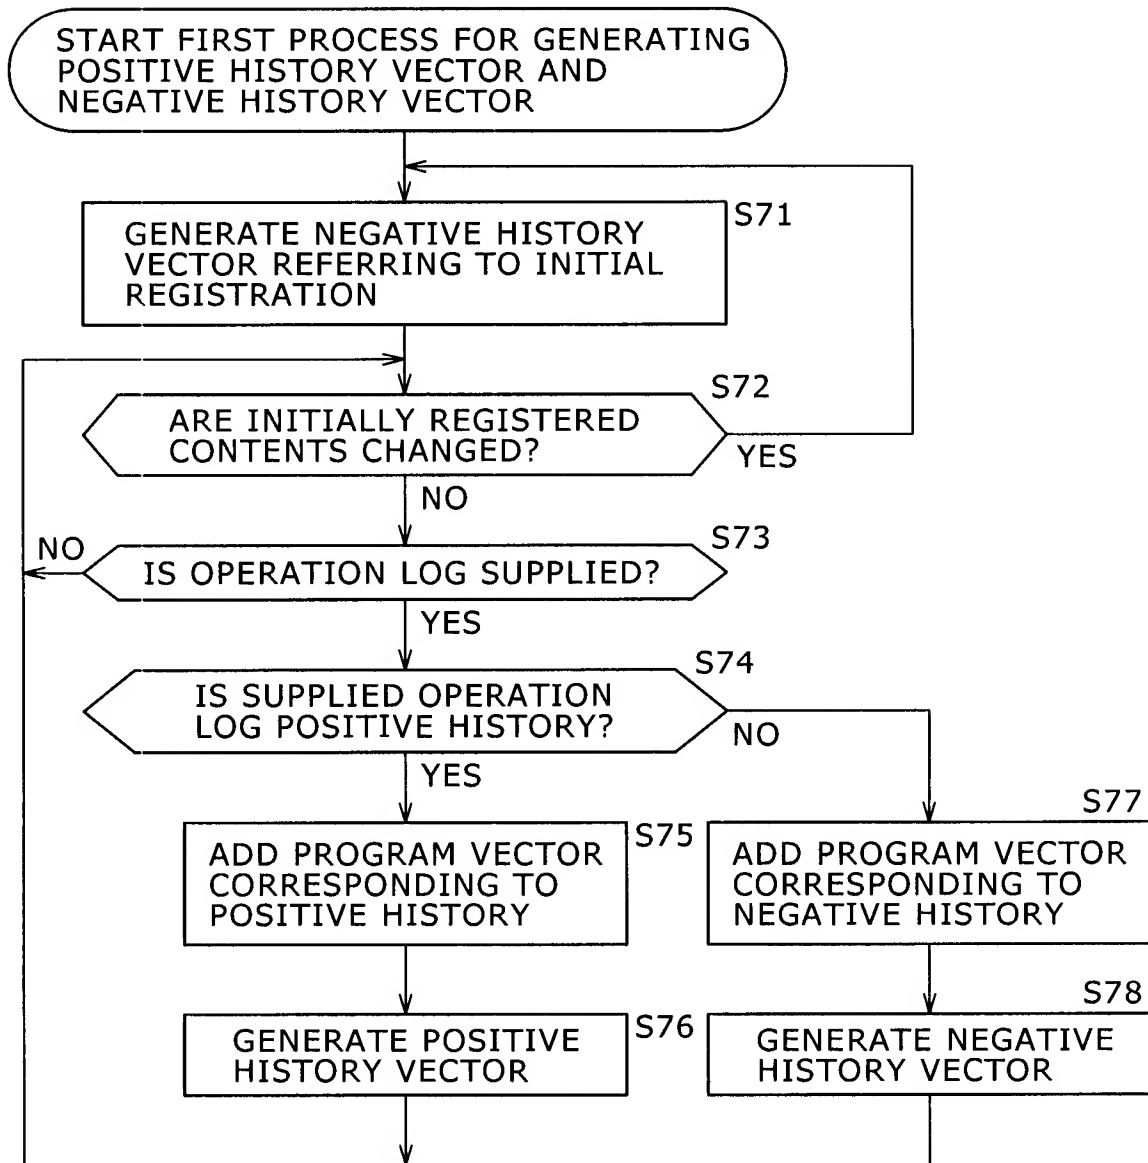 START FIRST PROCESS FOR GENERATING
POSITIVE HISTORY VECTOR AND
NEGATIVE HISTORY VECTOR
S71
GENERATE NEGATIVE HISTORY
VECTOR REFERRING TO INITIAL
REGISTRATION
S72
ARE INITIALLY REGISTERED
CONTENTS CHANGED?
YES
NO
S73
NO
IS OPERATION LOG SUPPLIED?
YES
S74
IS SUPPLIED OPERATION
LOG POSITIVE HISTORY?
NO
YES
S75
ADD PROGRAM VECTOR
CORRESPONDING TO
POSITIVE HISTORY
S77
ADD PROGRAM VECTOR
CORRESPONDING TO
NEGATIVE HISTORY
S76
GENERATE POSITIVE
HISTORY VECTOR
S78
GENERATE NEGATIVE
HISTORY VECTOR